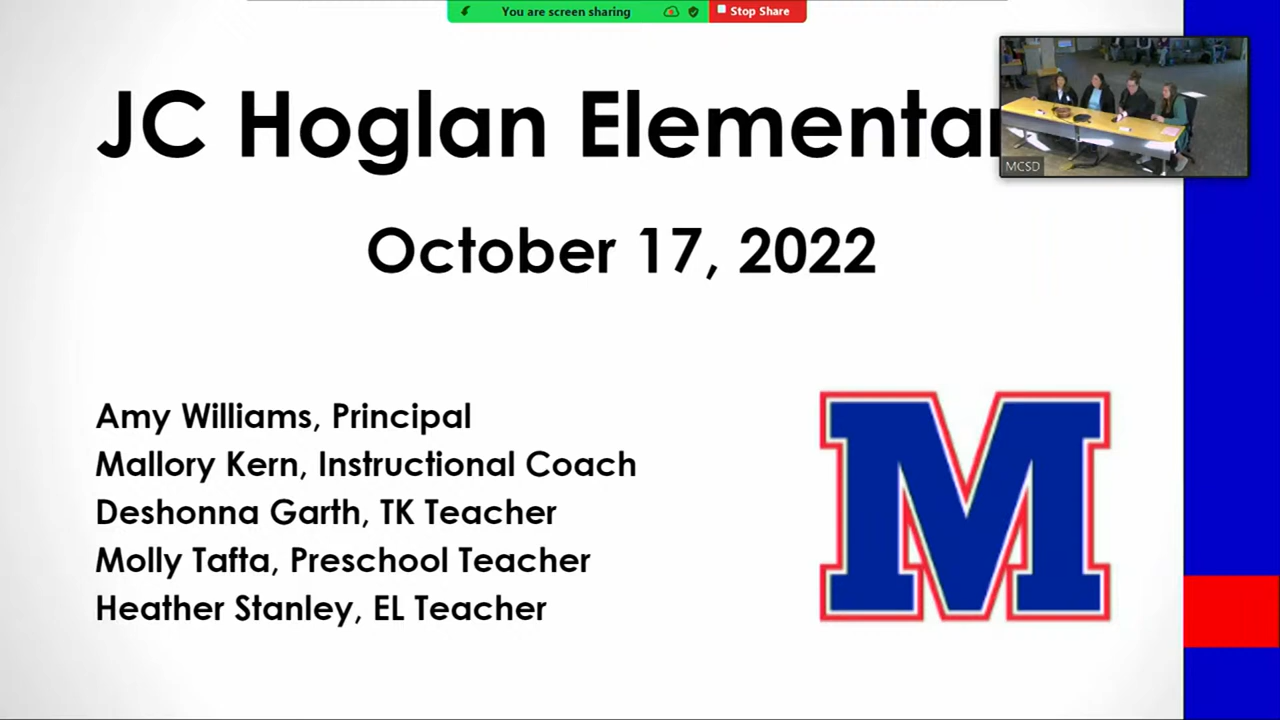 You are screen sharing Stop Share
JC Hoglan Elementar
MCSD
October 17, 2022
Amy Williams, Principal
Mallory Kern, Instructional Coach
Deshonna Garth, TK Teacher
Molly Tafta, Preschool Teacher
Heather Stanley, EL Teacher
M